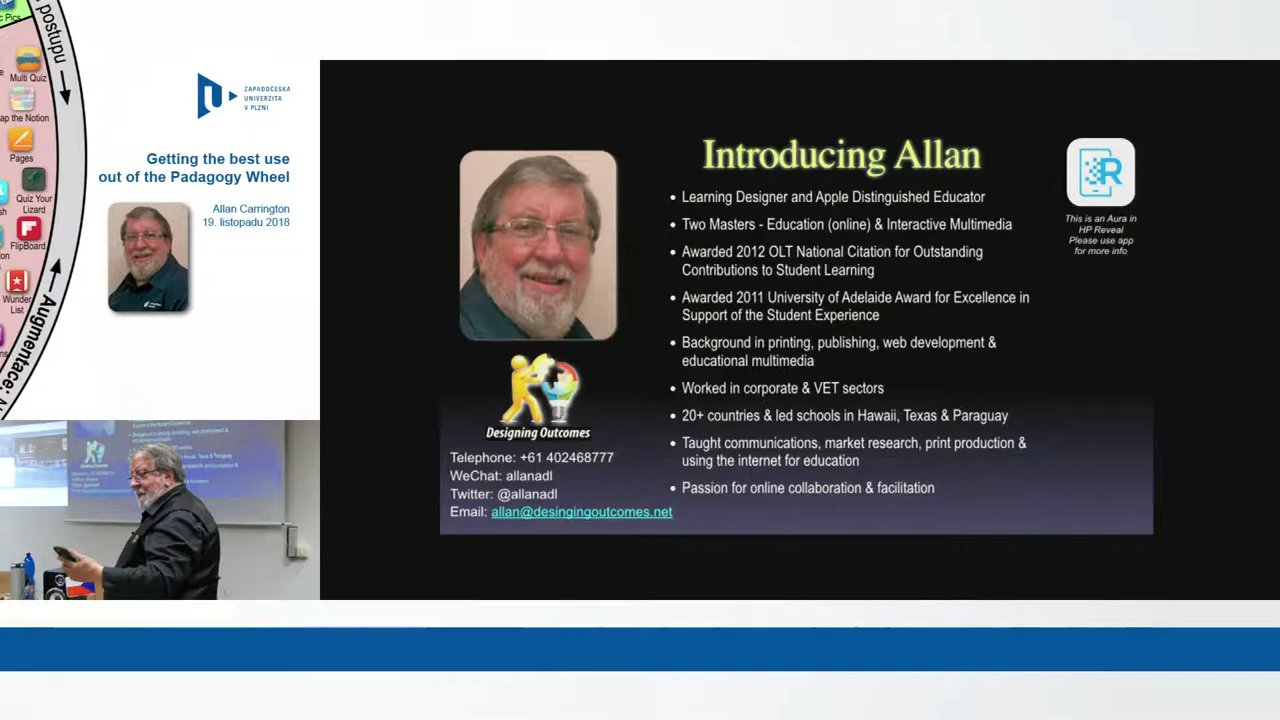 c Pics
postupu
Multi Quiz
ap the Notion
Pages
Quiz Your
Lizard
FlipBoard
Wunder
List
Augmentace:
ZÁPADOČESKÁ
UNIVERZITA
V PLZNI
Getting the best use
out of the Padagogy Wheel
Allan Carrington
19. listopadu 2018
Introducing Allan
• Learning Designer and Apple Distinguished Educator
• Two Masters - Education (online) & Interactive Multimedia
• Awarded 2012 OLT National Citation for Outstanding
Contributions to Student Learning
• Awarded 2011 University of Adelaide Award for Excellence in
Support of the Student Experience
• Background in printing, publishing, web development &
educational multimedia
• Worked in corporate & VET sectors
• 20+ countries & led schools in Hawaii, Texas & Paraguay
• Taught communications, market research, print production &
using the internet for education
• Passion for online collaboration & facilitation
R
This is an Aura in
HP Reveal
Please use app
for more info
Designing Outcomes
Telephone: +61 402468777
WeChat: allanadl
Twitter: @allanadl
Email: allan@desingingoutcomes.net